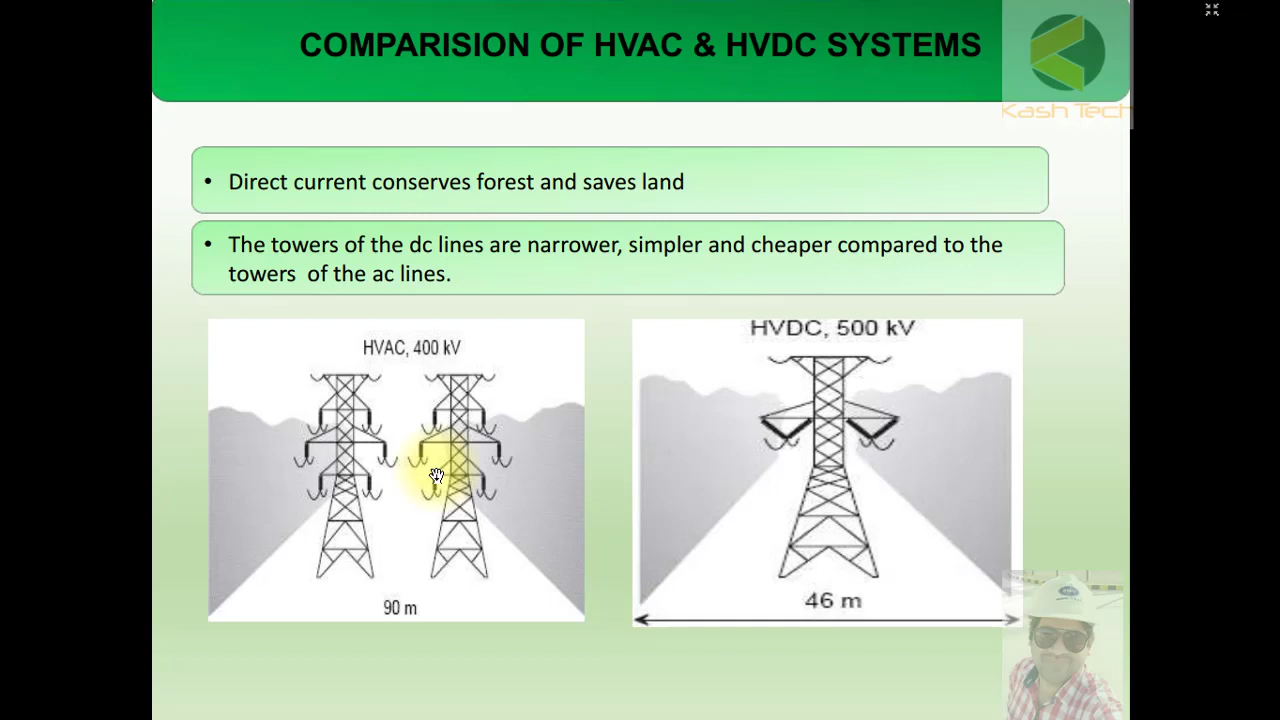 COMPARISION OF HVAC & HVDC SYSTEMS
Kash Tech
• Direct current conserves forest and saves land
• The towers of the dc lines are narrower, simpler and cheaper compared to the
towers of the ac lines.
HVAC, 400 kV
90 m
HVDC, 500 kV
46 m